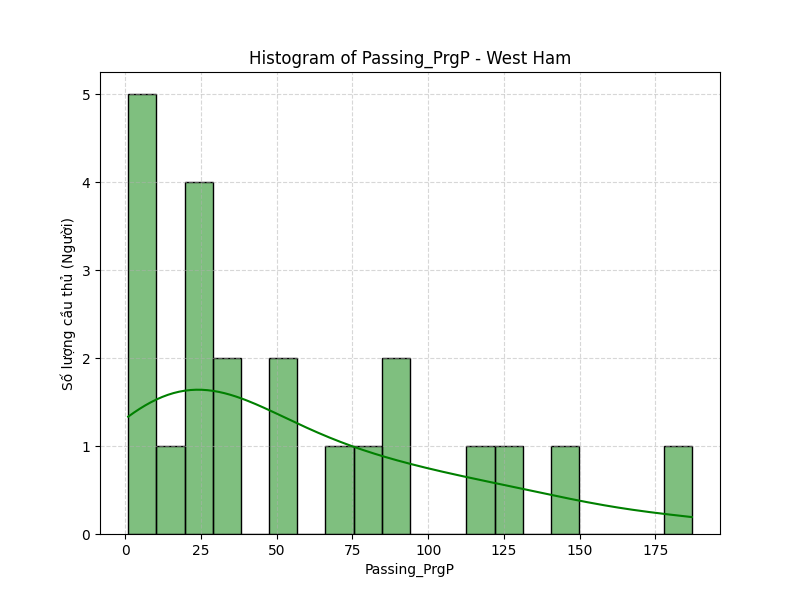 Histogram of Passing_PrgP - West Ham
Số lượng cầu thủ (Người)
5
4
3
2
1
0
0 25 50 75 100 125 150 175
Passing_PrgP